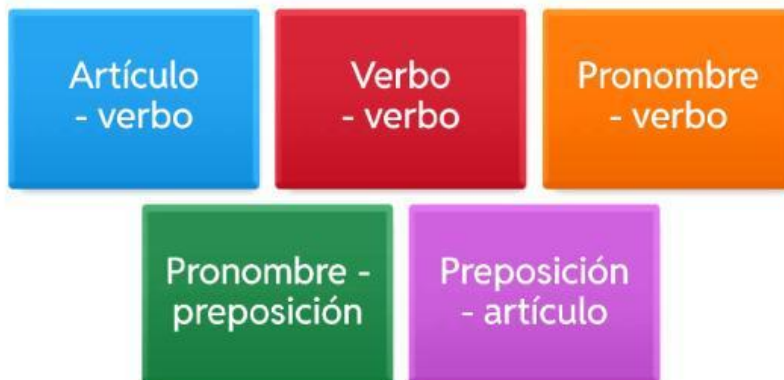 Artículo
- verbo
Verbo
- verbo
Pronombre
- verbo
Pronombre -
preposición
Preposición
- artículo